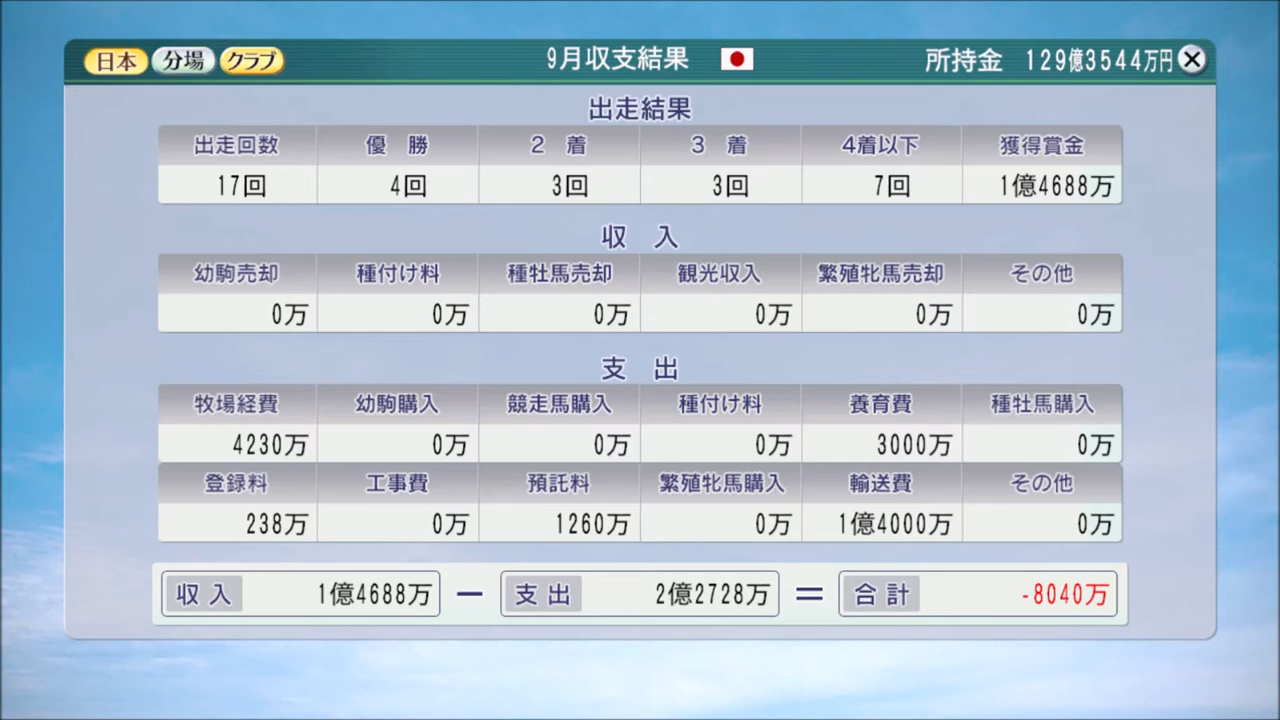 日本 分場 クラブ 9月収支結果 所持金 129億3544万円
出走結果
出走回数 優 勝 2 着 3 着 4着以下 獲得賞金
17回 4回 3回 3回 7回 1億4688万
収 入
幼駒売却 種付け料 種牡馬売却 観光収入 繁殖牝馬売却 その他
0万 0万 0万 0万 0万 0万
支 出
牧場経費 幼駒購入 競走馬購入 種付け料 養育費 種牡馬購入
4230万 0万 0万 0万 3000万 0万
登録料 工事費 預託料 繁殖牝馬購入 輸送費 その他
238万 0万 1260万 0万 1億4000万 0万
収 入 1億4688万 － 支 出 2億2728万 ＝ 合 計 -8040万